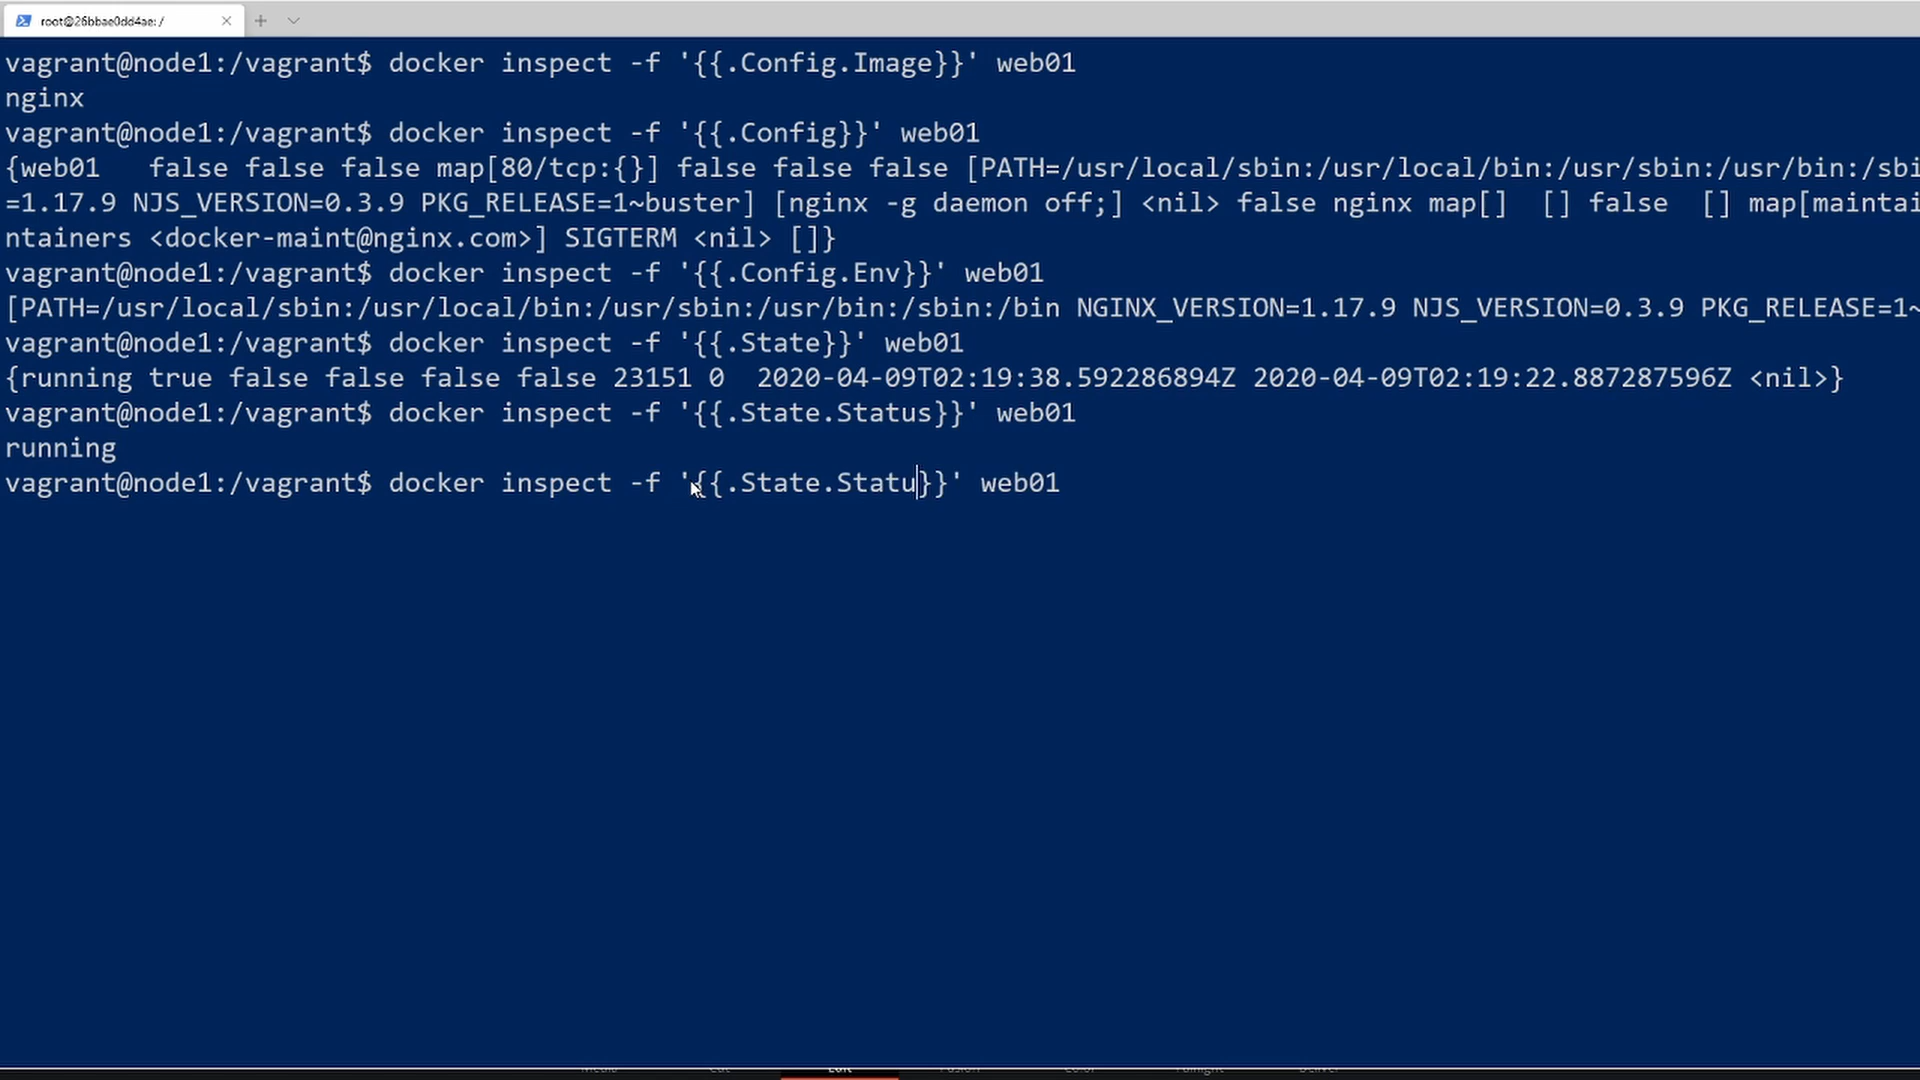 root@26bbae0dd4ae: /
vagrant@node1:/vagrant$ docker inspect -f '{{.Config.Image}}' web01
nginx
vagrant@node1:/vagrant$ docker inspect -f '{{.Config}}' web01
{web01   false false false map[80/tcp:{}] false false false [PATH=/usr/local/sbin:/usr/local/bin:/usr/sbin:/usr/bin:/sbi
=1.17.9 NJS_VERSION=0.3.9 PKG_RELEASE=1~buster] [nginx -g daemon off;] <nil> false nginx map[]  [] false  [] map[maintai
ntainers <docker-maint@nginx.com>] SIGTERM <nil> []}
vagrant@node1:/vagrant$ docker inspect -f '{{.Config.Env}}' web01
[PATH=/usr/local/sbin:/usr/local/bin:/usr/sbin:/usr/bin:/sbin:/bin NGINX_VERSION=1.17.9 NJS_VERSION=0.3.9 PKG_RELEASE=1~
vagrant@node1:/vagrant$ docker inspect -f '{{.State}}' web01
{running true false false false false 23151 0  2020-04-09T02:19:38.592286894Z 2020-04-09T02:19:22.887287596Z <nil>}
vagrant@node1:/vagrant$ docker inspect -f '{{.State.Status}}' web01
running
vagrant@node1:/vagrant$ docker inspect -f '{{.State.Statu}}' web01
Media Cut Edit Fusion Color Fairlight Deliver